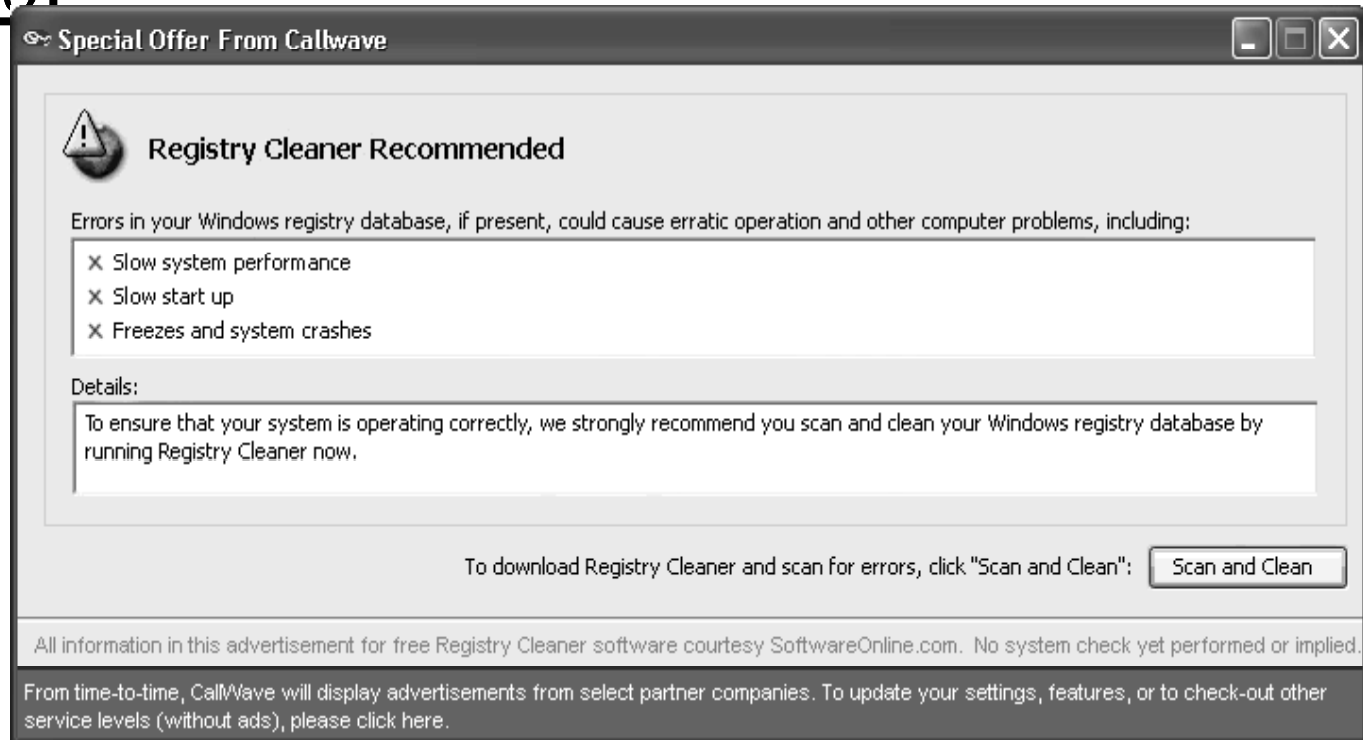 Special Offer From Callwave
Registry Cleaner Recommended
Errors in your Windows registry database, if present, could cause erratic operation and other computer problems, including:
Slow system performance
Slow start up
Freezes and system crashes
Details:
To ensure that your system is operating correctly, we strongly recommend you scan and clean your Windows registry database by
running Registry Cleaner now.
To download Registry Cleaner and scan for errors, click "Scan and Clean": Scan and Clean
All information in this advertisement for free Registry Cleaner software courtesy SoftwareOnline.com. No system check yet performed or implied.
From time-to-time, CallWave will display advertisements from select partner companies. To update your settings, features, or to check-out other
service levels (without ads), please click here.